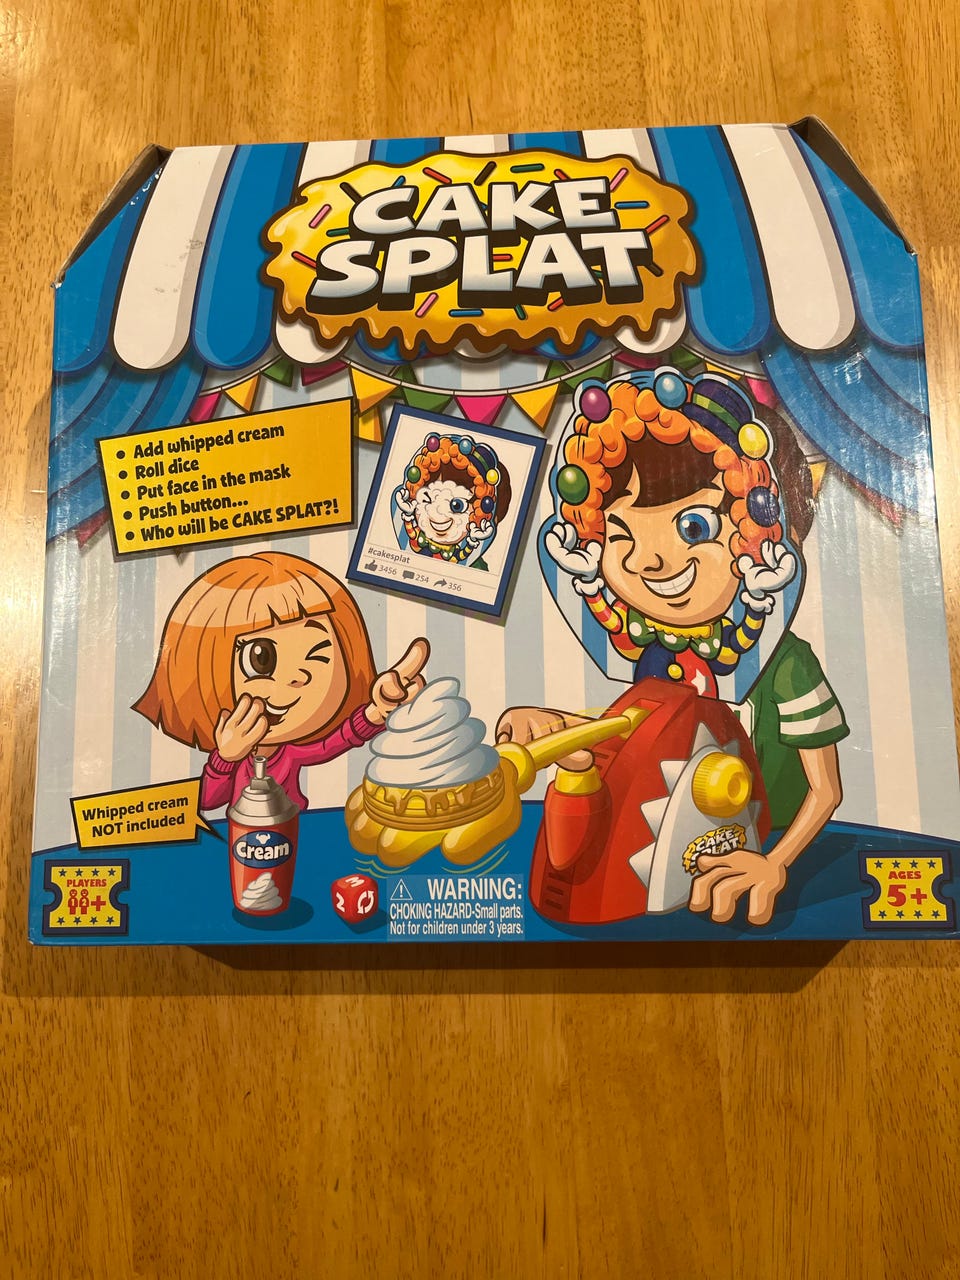 CAKE
SPLAT
• Add whipped cream
• Roll dice
• Put face in the mask
• Push button...
• Who will be CAKE SPLAT?!
#cakesplat
3456 254 356
Whipped cream
NOT included
Cream
CAKE
SPLAT
PLAYERS
+
2
WARNING:
CHOKING HAZARD-Small parts.
Not for children under 3 years.
AGES
5+